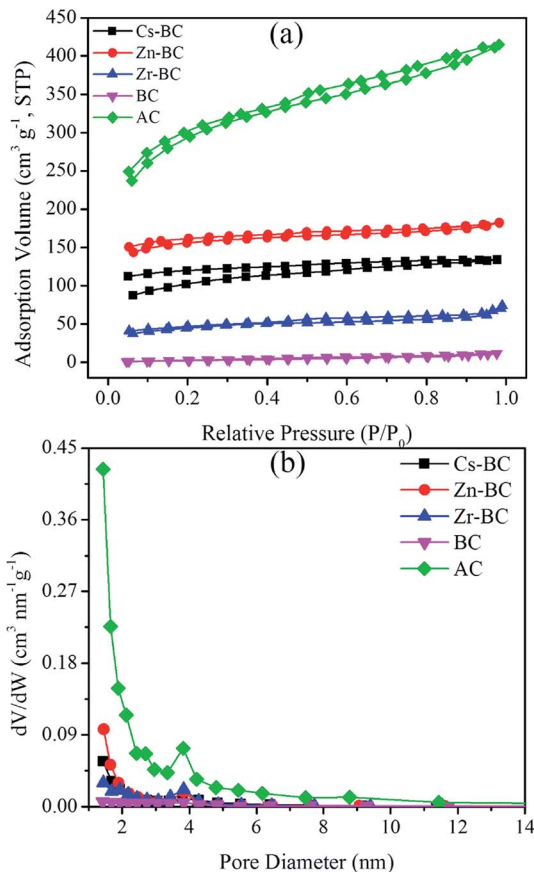 (a)
Cs-BC
Zn-BC
Zr-BC
BC
AC
450
400
350
300
250
200
150
100
50
0
Adsorption Volume (cm³ g⁻¹, STP)
0.0 0.2 0.4 0.6 0.8 1.0
Relative Pressure (P/P₀)
(b)
Cs-BC
Zn-BC
Zr-BC
BC
AC
0.45
0.36
0.27
0.18
0.09
0.00
dV/dW (cm³ nm⁻¹g⁻¹)
2 4 6 8 10 12 14
Pore Diameter (nm)